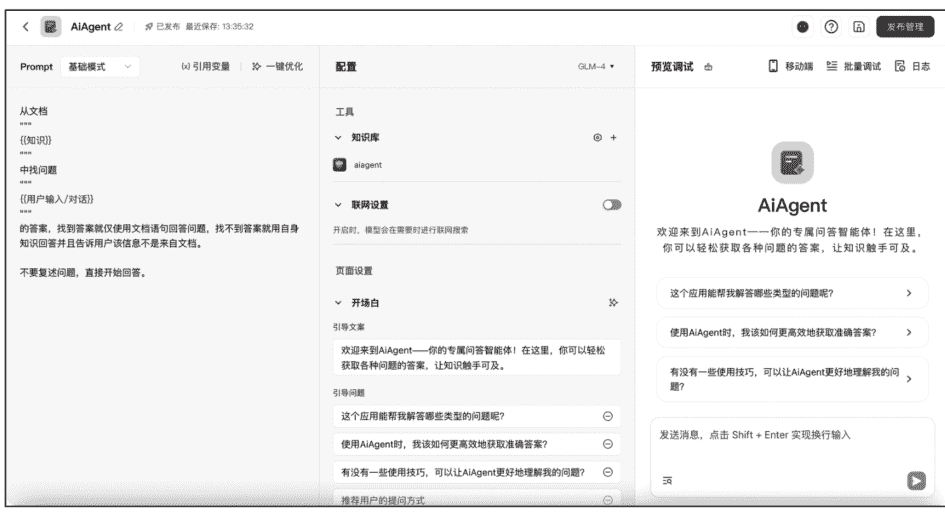 AiAgent
已发布 最近保存: 13:35:32
发布管理
Prompt 基础模式
引用变量
一键优化
从文档
"""
{{知识}}
"""
中找问题
"""
{{用户输入/对话}}
"""
的答案，找到答案就仅使用文档语句回答问题，找不到答案就用自身
知识回答并且告诉用户该信息不是来自文档。
不要复述问题，直接开始回答。
配置
GLM-4
工具
知识库
aiagent
联网设置
开启时，模型会在需要时进行联网搜索
页面设置
开场白
引导文案
欢迎来到AiAgent——你的专属问答智能体！在这里，你可以轻松
获取各种问题的答案，让知识触手可及。
引导问题
这个应用能帮我解答哪些类型的问题呢?
使用AiAgent时，我该如何更高效地获取准确答案?
有没有一些使用技巧，可以让AiAgent更好地理解我的问题?
推荐用户的提问方式
预览调试
移动端
批量调试
日志
AiAgent
欢迎来到AiAgent——你的专属问答智能体！在这里，
你可以轻松获取各种问题的答案，让知识触手可及。
这个应用能帮我解答哪些类型的问题呢?
使用AiAgent时，我该如何更高效地获取准确答案?
有没有一些使用技巧，可以让AiAgent更好地理解我的问
题?
发送消息，点击 Shift + Enter 实现换行输入